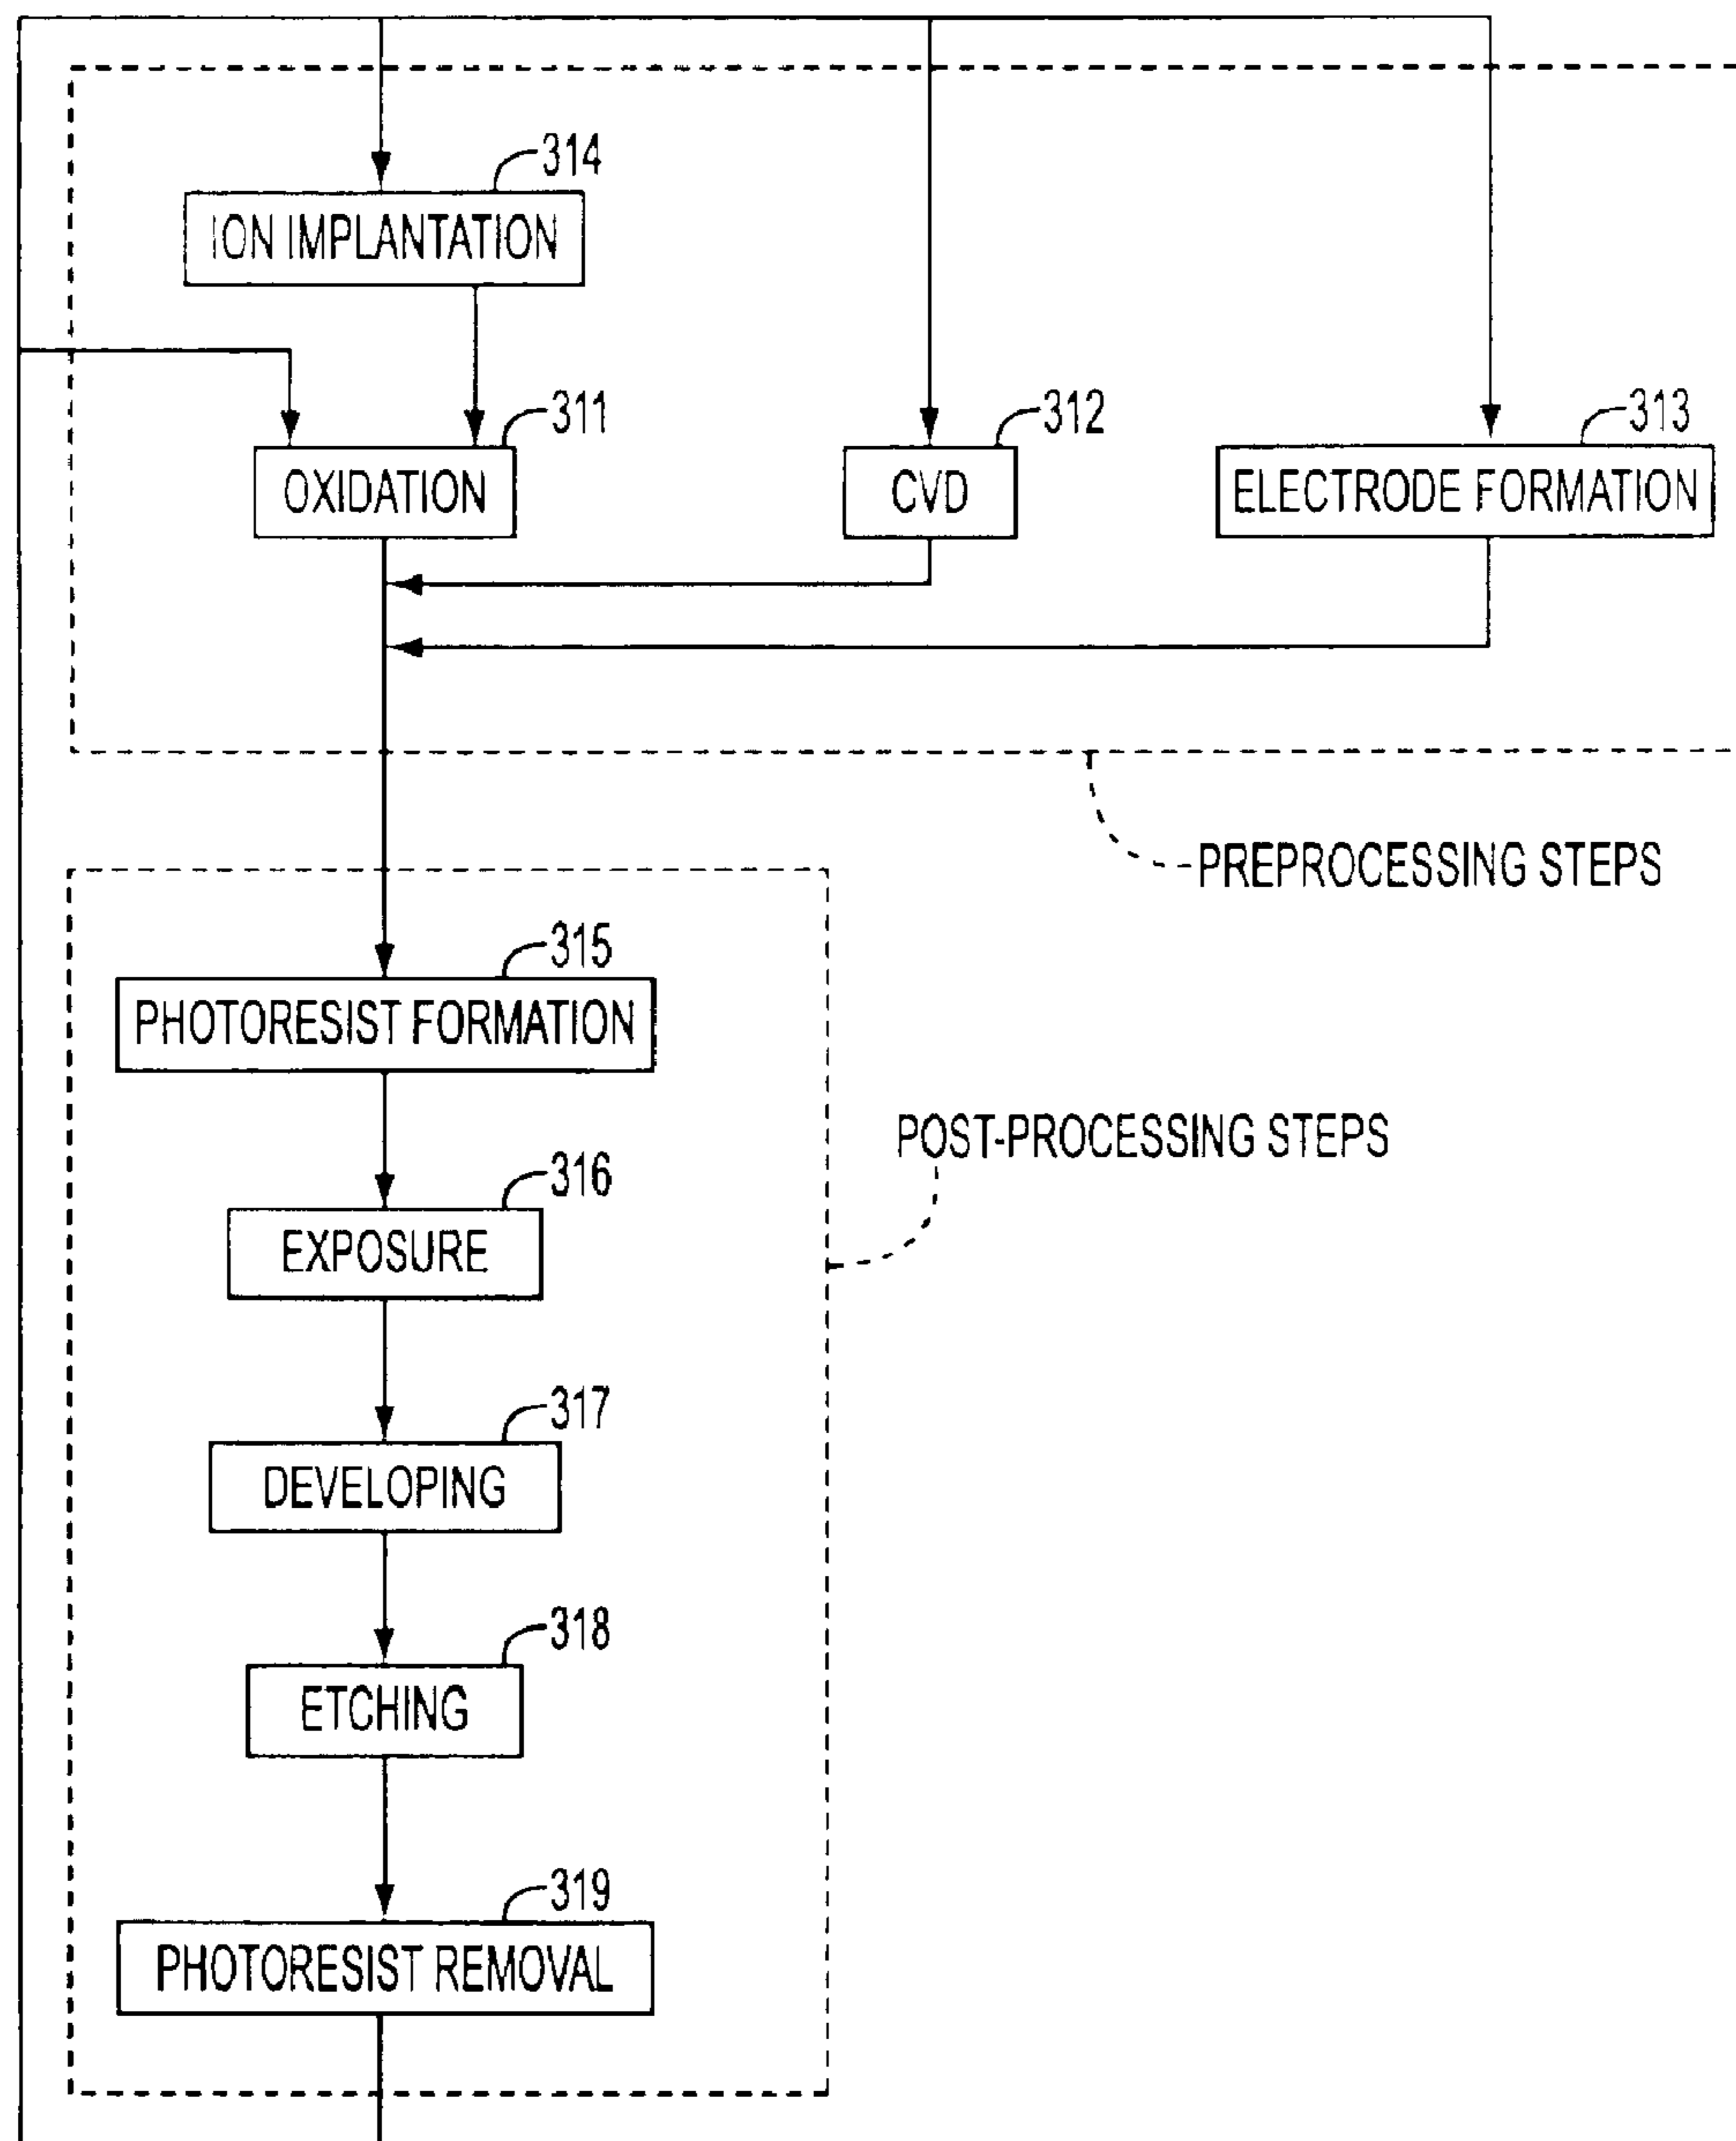 314
ION IMPLANTATION
311
OXIDATION
312
CVD
313
ELECTRODE FORMATION
PREPROCESSING STEPS
315
PHOTORESIST FORMATION
POST-PROCESSING STEPS
316
EXPOSURE
317
DEVELOPING
318
ETCHING
319
PHOTORESIST REMOVAL